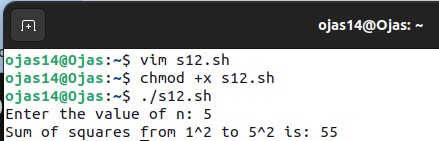 ojas14@Ojas: ~
ojas14@Ojas:~$ vim s12.sh
ojas14@Ojas:~$ chmod +x s12.sh
ojas14@Ojas:~$ ./s12.sh
Enter the value of n: 5
Sum of squares from 1^2 to 5^2 is: 55